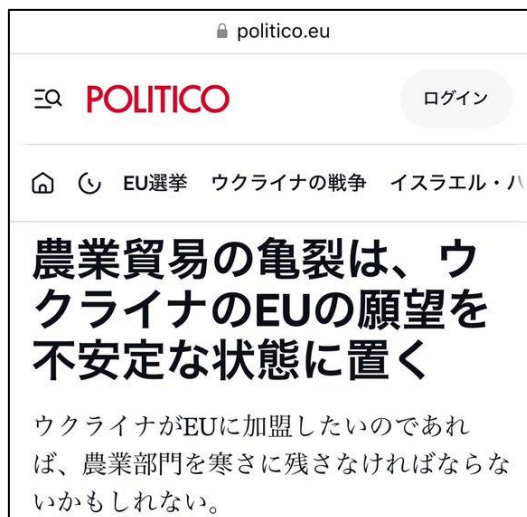 politico.eu
POLITICO
ログイン
EU選挙 ウクライナの戦争 イスラエル・ハ
農業貿易の亀裂は、ウ
クライナのEUの願望を
不安定な状態に置く
ウクライナがEUに加盟したいのであれ
ば、農業部門を寒さに残さなければならな
いかもしれない。